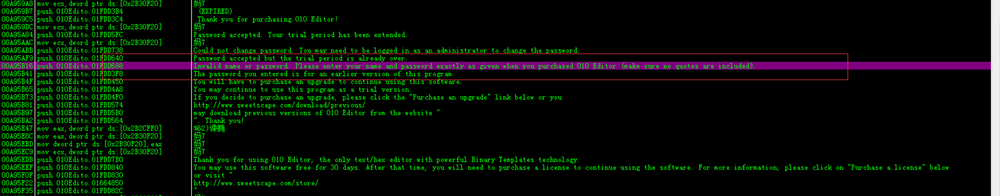 00A959A8 mov ecx,dword ptr ds:[0x2B30F20] 妈7
00A959B7 push 010Edito.01FDD3B4 (EXPIRED)
00A959C5 push 010Edito.01FDD3C4 Thank you for purchasing 010 Editor!
00A959DC mov ecx,dword ptr ds:[0x2B30F20] 妈7
00A95A84 push 010Edito.01FDD5FC Password accepted. Your trial period has been extended.
00A95AAC mov ecx,dword ptr ds:[0x2B30F20] 妈7
00A95ABB push 010Edito.01FDD738 Could not change password. You may need to be logged in as an administrator to change the password.
00A95AF9 push 010Edito.01FDD640 Password accepted but the trial period is already over.
00A95B16 push 010Edito.01FDD688 Invalid name or password. Please enter your name and password exactly as given when you purchased 010 Editor (make sure no quotes are included).
00A95B41 push 010Edito.01FDD3F8 The password you entered is for an earlier version of this program.
00A95B4F push 010Edito.01FDD450 You will have to purchase an upgrade to continue using this software.
00A95B65 push 010Edito.01FDD4A8 You may continue to use this program as a trial version.
00A95B73 push 010Edito.01FDD4F0 If you decide to purchase an upgrade, please click the "Purchase an upgrade" link below or you
00A95B81 push 010Edito.01FDD574 http://www.sweetscape.com/download/previous/
00A95B97 push 010Edito.01FDD5B0 may download previous versions of 010 Editor from the website "
00A95BA2 push 010Edito.01FDD564 ". Thank you!
00A95E47 mov eax,dword ptr ds:[0x2B2CFF0] %62)
00A95E8C mov eax,dword ptr ds:[0x2B30F20] 妈7
00A95EBD mov dword ptr ds:[0x2B30F20],eax 妈7
00A95EC9 mov ecx,dword ptr ds:[0x2B30F20] 妈7
00A95EDB push 010Edito.01FDD7B0 Thank you for using 010 Editor, the only text/hex editor with powerful Binary Templates technology.
00A95EEF push 010Edito.01FDD840 You may use this software free for 30 days. After that time, you will need to purchase a license to continue using the software. For more information, please click on "Purchase a license" below
00A95F0F push 010Edito.01FDD830 or visit "
00A95F22 push 010Edito.01664850 http://www.sweetscape.com/store/
00A95F35 push 010Edito.01FDD82C ".